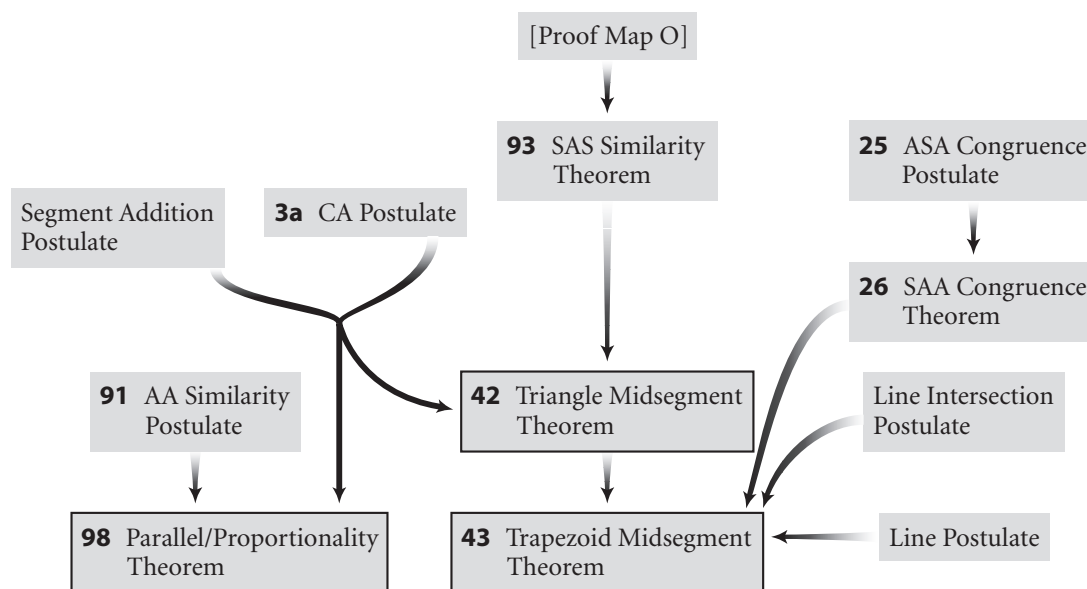 [Proof Map O]
93 SAS Similarity
Theorem
25 ASA Congruence
Postulate
Segment Addition
Postulate
3a CA Postulate
26 SAA Congruence
Theorem
91 AA Similarity
Postulate
42 Triangle Midsegment
Theorem
Line Intersection
Postulate
98 Parallel/Proportionality
Theorem
43 Trapezoid Midsegment
Theorem
Line Postulate